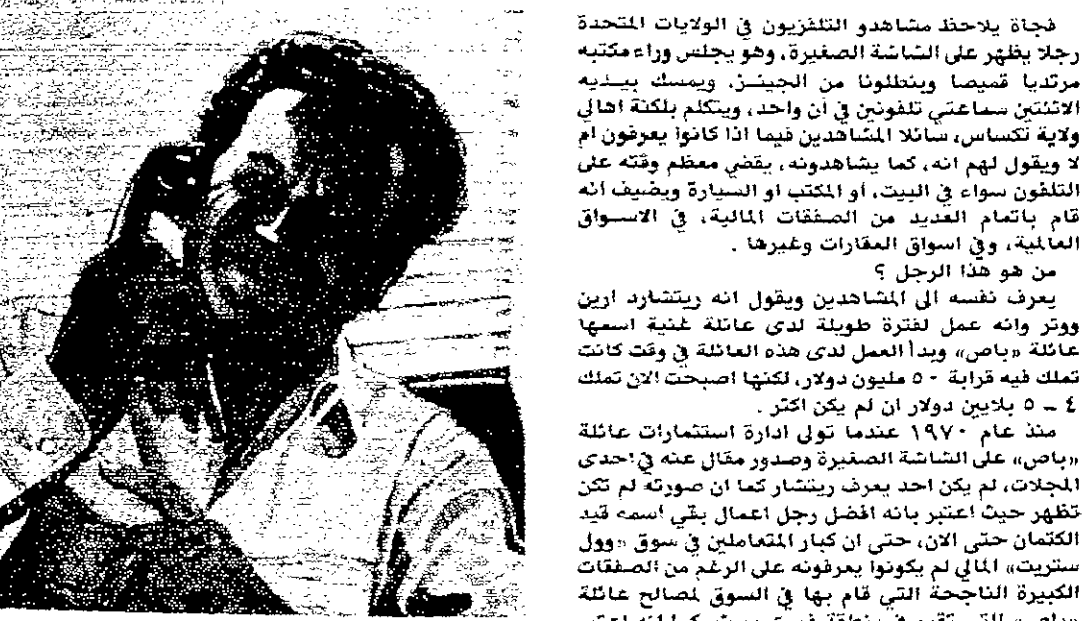 فجأة يلاحظ مشاهدو التلفزيون في الولايات المتحدة
رجلا يظهر على الشاشة الصغيرة، وهو يجلس وراء مكتبه
مرتديا قميصا وبنطلونا من الجينز، ويمسك بيديه
الاثنتين سماعتي تلفونين في آن واحد، ويتكلم بلكنة اهالي
ولاية تكساس، سائلا المشاهدين فيما اذا كانوا يعرفون ام
لا ويقول لهم انه، كما يشاهدونه، يقضي معظم وقته على
التلفون سواء في البيت، أو المكتب او السيارة ويضيف أنه
قام باتمام العديد من الصفقات المالية، في الاسواق
العالمية، وفي اسواق العقارات وغيرها .
من هو هذا الرجل ؟
يعرف نفسه الى المشاهدين ويقول انه ريتشارد ارين
ووتر وانه عمل لفترة طويلة لدى عائلة غنية اسمها
عائلة «باص» وبدأ العمل لدى هذه العائلة في وقت كانت
تملك فيه قرابة ٥٠ مليون دولار، لكنها اصبحت الان تملك
٤ ــ ٥ بلايين دولار ان لم يكن اكثر .
منذ عام ١٩٧٠ عندما تولى ادارة استثمارات عائلة
«باص» على الشاشة الصغيرة وصدور مقال عنه في احدى
المجلات، لم يكن احد يعرف ريتشار كما ان صورته لم تكن
تظهر حيث اعتبر بانه افضل رجل اعمال بقي اسمه قيد
الكتمان حتى الان، حتى ان كبار المتعاملين في سوق «وول
ستريت» المالي لم يكونوا يعرفونه على الرغم من الصفقات
الكبيرة الناجحة التي قام بها في السوق لمصالح عائلة